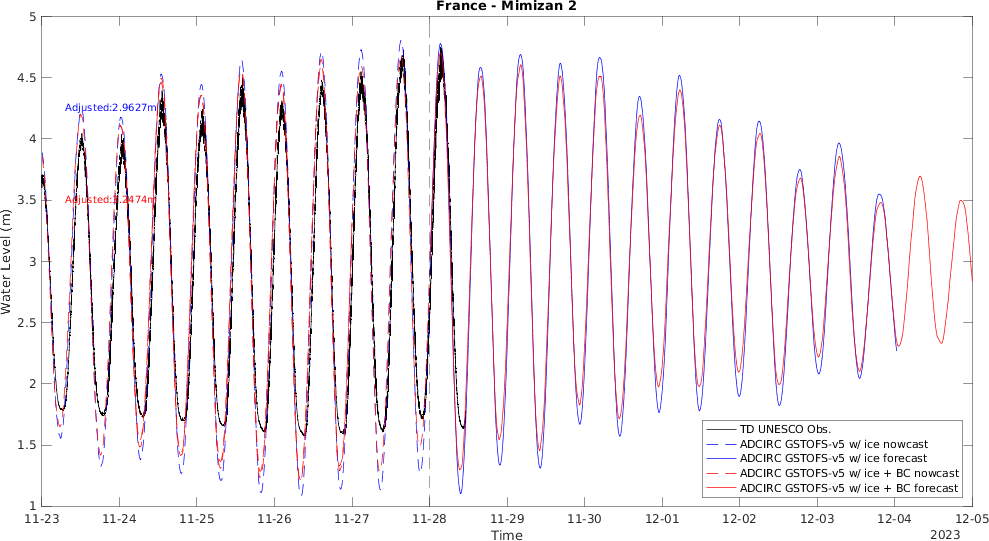 France - Mimizan 2
5
4.5
4
3.5
3
2.5
2
1.5
1
Water Level (m)
Adjusted:2.9627m
Adjusted:3.2474m
TD UNESCO Obs.
ADCIRC GSTOFS-v5 w/ ice nowcast
ADCIRC GSTOFS-v5 w/ ice forecast
ADCIRC GSTOFS-v5 w/ ice + BC nowcast
ADCIRC GSTOFS-v5 w/ ice + BC forecast
11-23 11-24 11-25 11-26 11-27 11-28 11-29 11-30 12-01 12-02 12-03 12-04 12-05
Time
2023